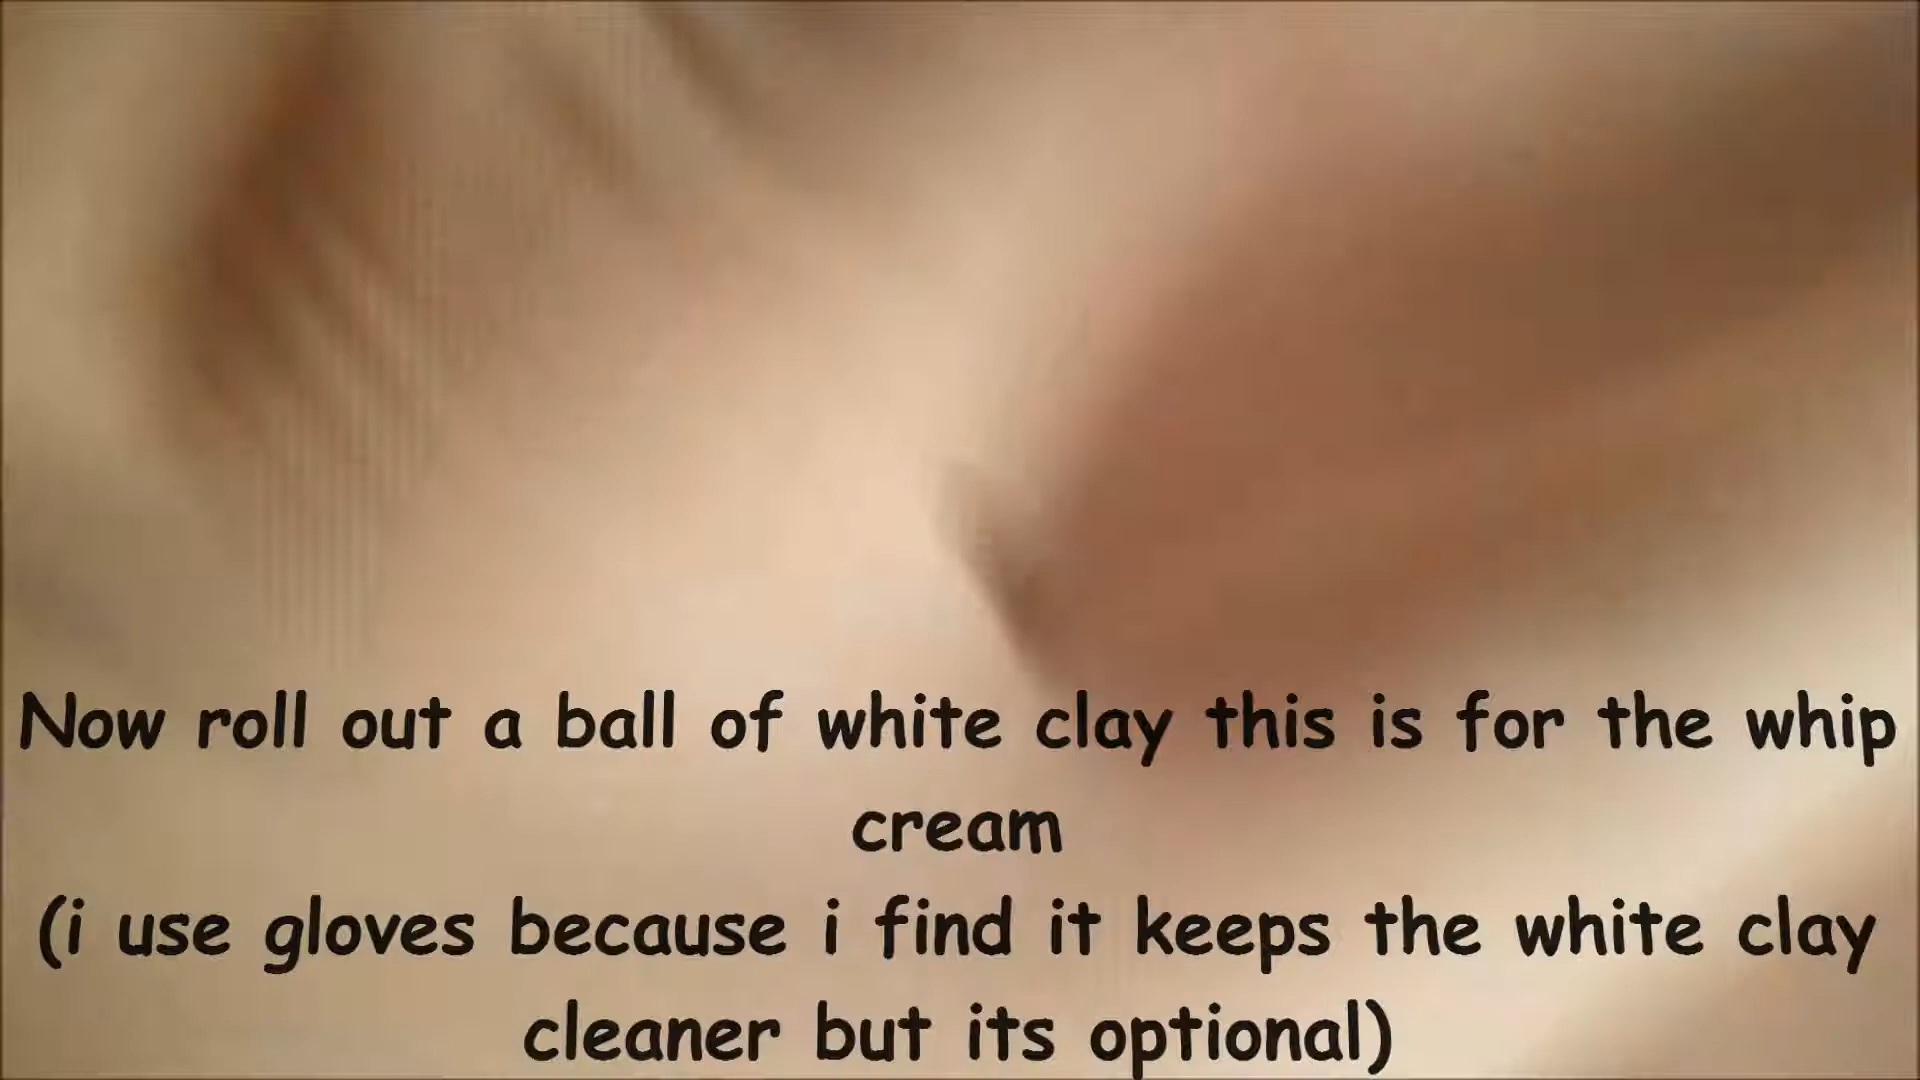 Now roll out a ball of white clay this is for the whip
cream
(i use gloves because i find it keeps the white clay
cleaner but its optional)